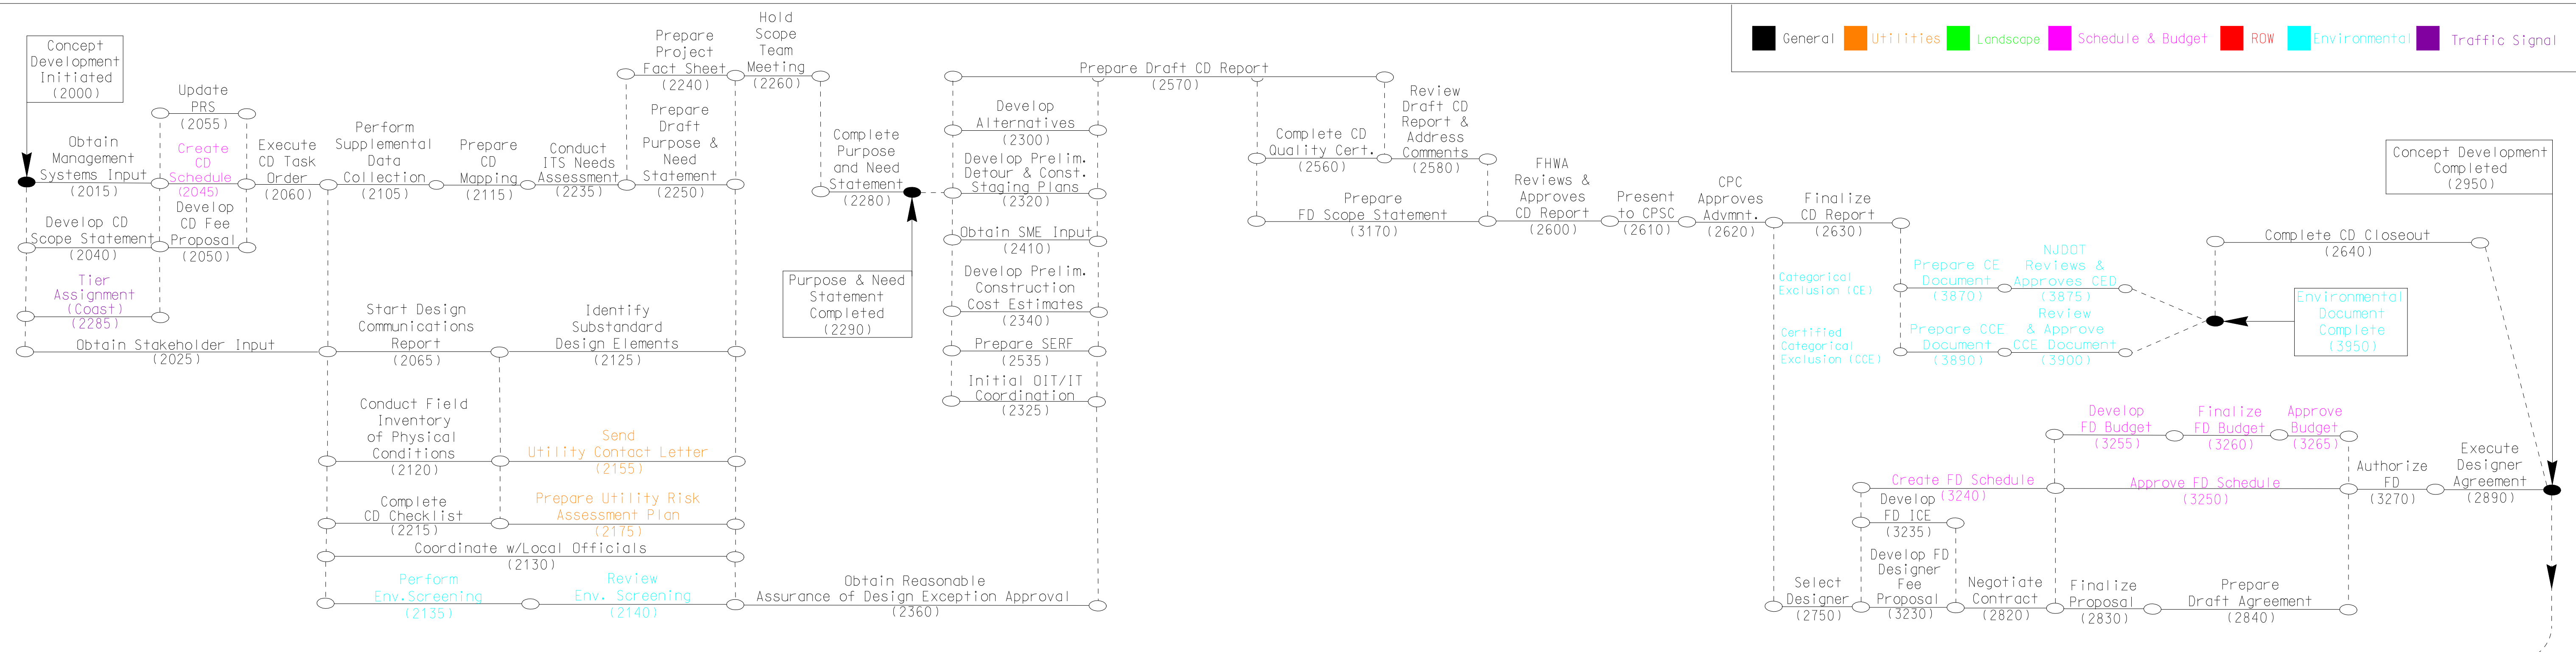 General
Utilities
Landscape
Schedule & Budget
ROW
Environmental
Traffic Signal
Concept
Development
Initiated
(2000)
Obtain
Management
Systems Input
(2015)
Update
PRS
(2055)
Create
CD
Schedule
(2045)
Develop CD
Scope Statement
(2040)
Develop
CD Fee
Proposal
(2050)
Tier
Assignment
(Coast)
(2285)
Obtain Stakeholder Input
(2025)
Execute
CD Task
Order
(2060)
Perform
Supplemental
Data
Collection
(2105)
Prepare
CD
Mapping
(2115)
Conduct
ITS Needs
Assessment
(2235)
Prepare
Project
Fact Sheet
(2240)
Prepare
Draft
Purpose &
Need
Statement
(2250)
Hold
Scope
Team
Meeting
(2260)
Start Design
Communications
Report
(2065)
Identify
Substandard
Design Elements
(2125)
Conduct Field
Inventory
of Physical
Conditions
(2120)
Send
Utility Contact Letter
(2155)
Complete
CD Checklist
(2215)
Prepare Utility Risk
Assessment Plan
(2175)
Coordinate w/Local Officials
(2130)
Perform
Env.Screening
(2135)
Review
Env. Screening
(2140)
Obtain Reasonable
Assurance of Design Exception Approval
(2360)
Complete
Purpose
and Need
Statement
(2280)
Purpose & Need
Statement
Completed
(2290)
Prepare Draft CD Report
(2570)
Develop
Alternatives
(2300)
Develop Prelim.
Detour & Const.
Staging Plans
(2320)
Obtain SME Input
(2410)
Develop Prelim.
Construction
Cost Estimates
(2340)
Prepare SERF
(2535)
Initial OIT/IT
Coordination
(2325)
Complete CD
Quality Cert.
(2560)
Review
Draft CD
Report &
Address
Comments
(2580)
Prepare
FD Scope Statement
(3170)
FHWA
Reviews &
Approves
CD Report
(2600)
Present
to CPSC
(2610)
CPC
Approves
Advmnt.
(2620)
Finalize
CD Report
(2630)
Categorical
Exclusion (CE)
Prepare CE
Document
(3870)
NJDOT
Reviews &
Approves CED
(3875)
Certified
Categorical
Exclusion (CCE)
Prepare CCE
Document
(3890)
Review
& Approve
CCE Document
(3900)
Complete CD Closeout
(2640)
Environmental
Document
Complete
(3950)
Concept Development
Completed
(2950)
Develop
FD Budget
(3255)
Finalize
FD Budget
(3260)
Approve
Budget
(3265)
Create FD Schedule
(3240)
Approve FD Schedule
(3250)
Authorize
FD
(3270)
Execute
Designer
Agreement
(2890)
Develop
FD ICE
(3235)
Select
Designer
(2750)
Develop FD
Designer
Fee
Proposal
(3230)
Negotiate
Contract
(2820)
Finalize
Proposal
(2830)
Prepare
Draft Agreement
(2840)